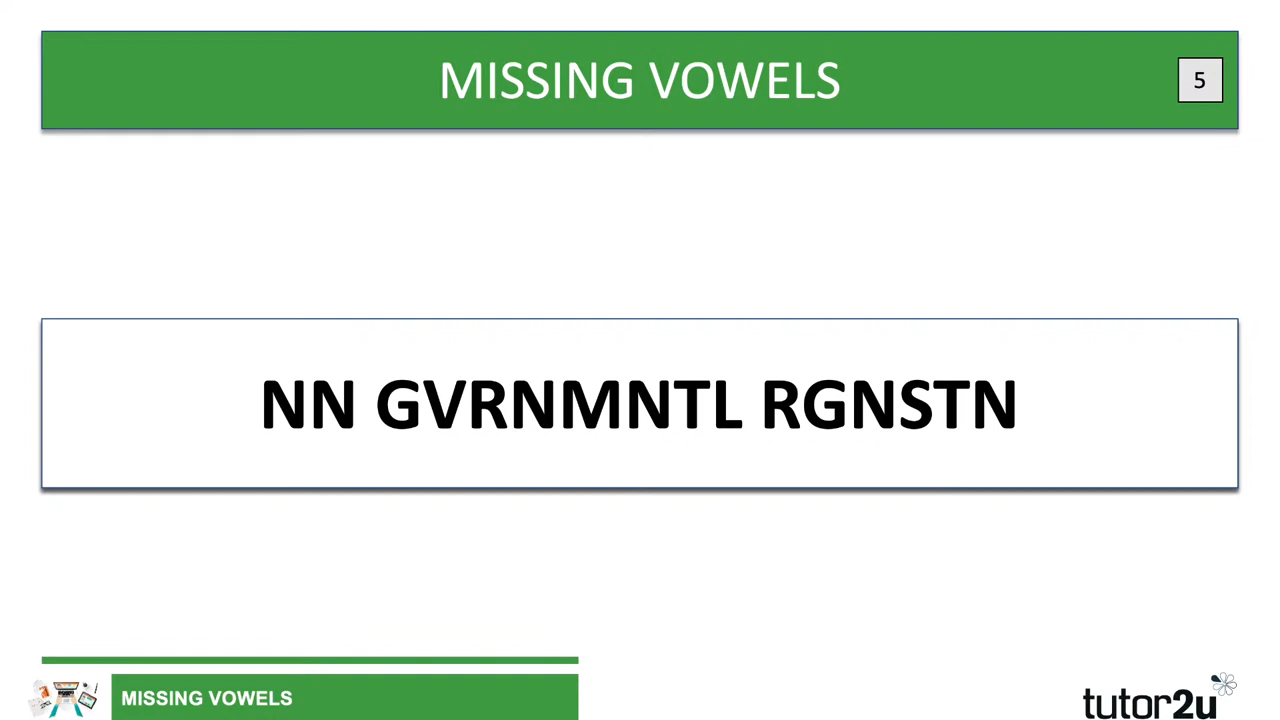 MISSING VOWELS
5
NN GVRNMNTL RGNSTN
MISSING VOWELS
tutor2u